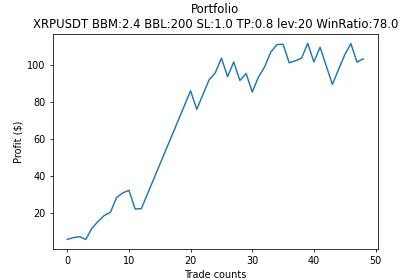 Portfolio
XRPUSDT BBM:2.4 BBL:200 SL:1.0 TP:0.8 lev:20 WinRatio:78.0
Profit ($)
100
80
60
40
20
0 10 20 30 40 50
Trade counts